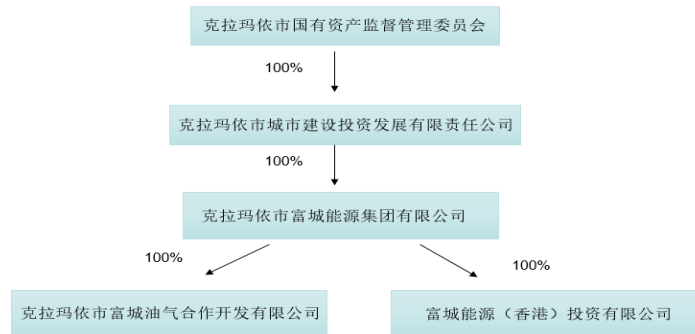 克拉玛依市国有资产监督管理委员会
100%
克拉玛依市城市建设投资发展有限责任公司
100%
克拉玛依市富城能源集团有限公司
100%
100%
克拉玛依市富城油气合作开发有限公司
富城能源（香港）投资有限公司